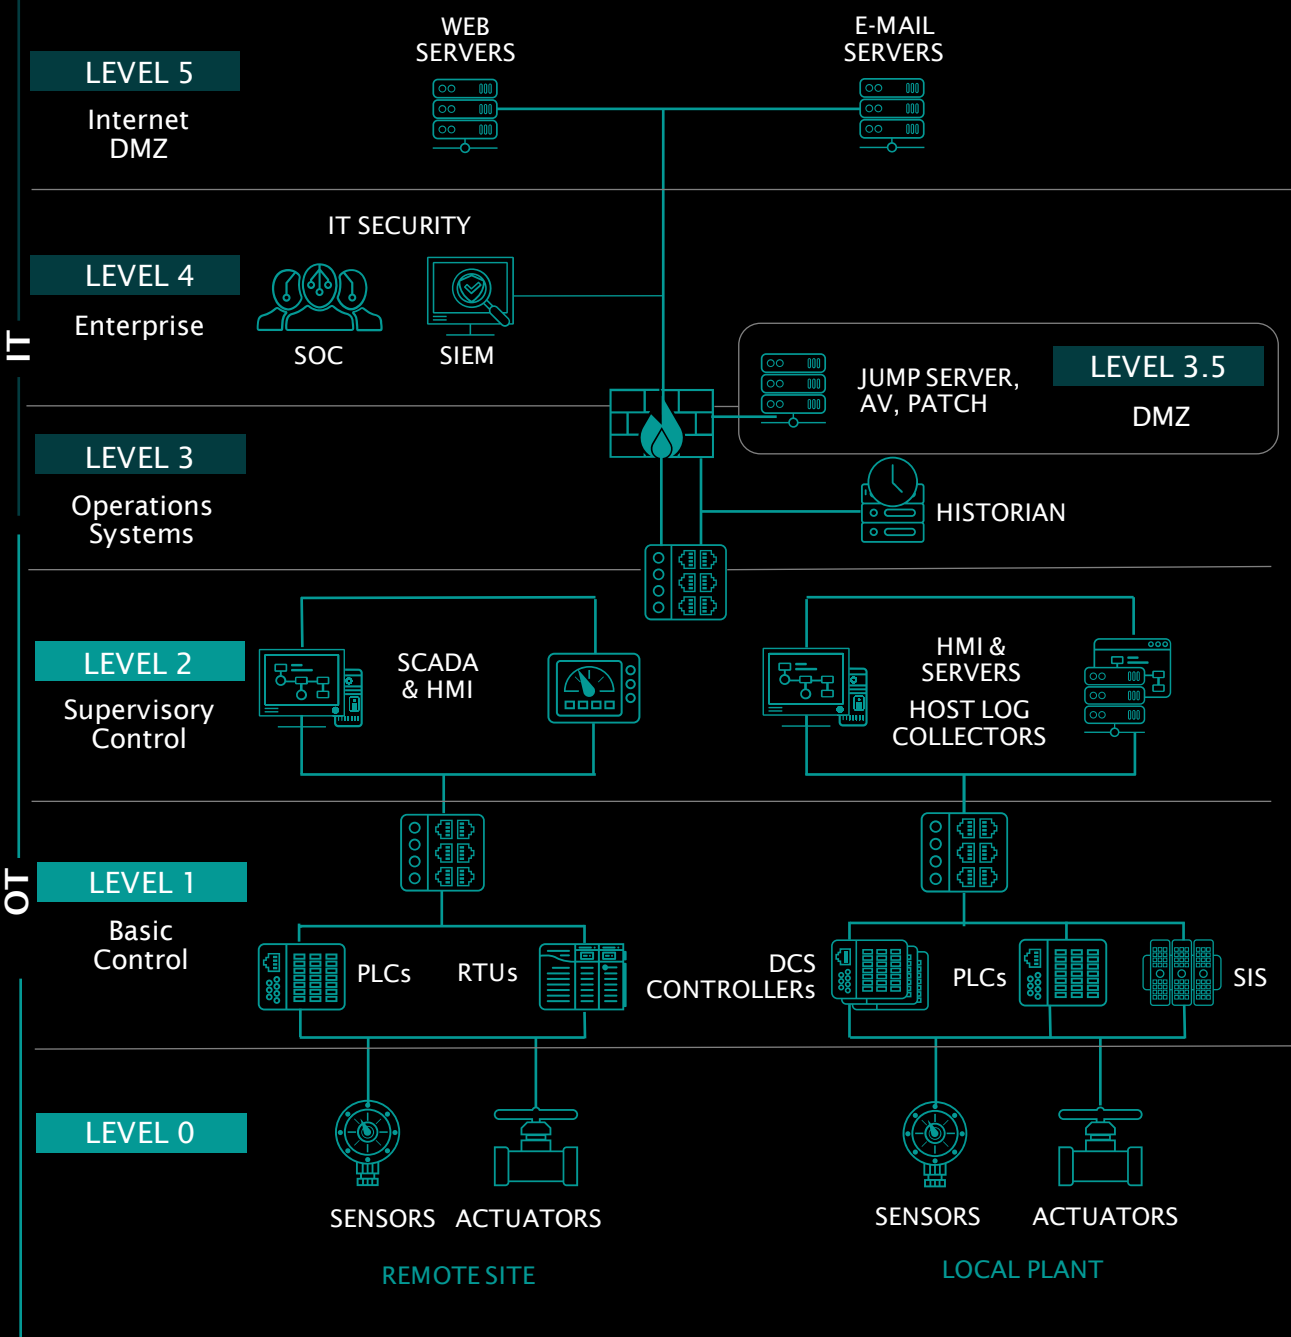 WEB
SERVERS
E-MAIL
SERVERS
LEVEL 5
Internet
DMZ
IT SECURITY
LEVEL 4
Enterprise
SOC
SIEM
IT
JUMP SERVER,
AV, PATCH
LEVEL 3.5
DMZ
LEVEL 3
Operations
Systems
HISTORIAN
LEVEL 2
Supervisory
Control
SCADA
& HMI
HMI &
SERVERS
HOST LOG
COLLECTORS
OT
LEVEL 1
Basic
Control
PLCs
RTUs
DCS
CONTROLLERs
PLCs
SIS
LEVEL 0
SENSORS
ACTUATORS
SENSORS
ACTUATORS
REMOTE SITE
LOCAL PLANT